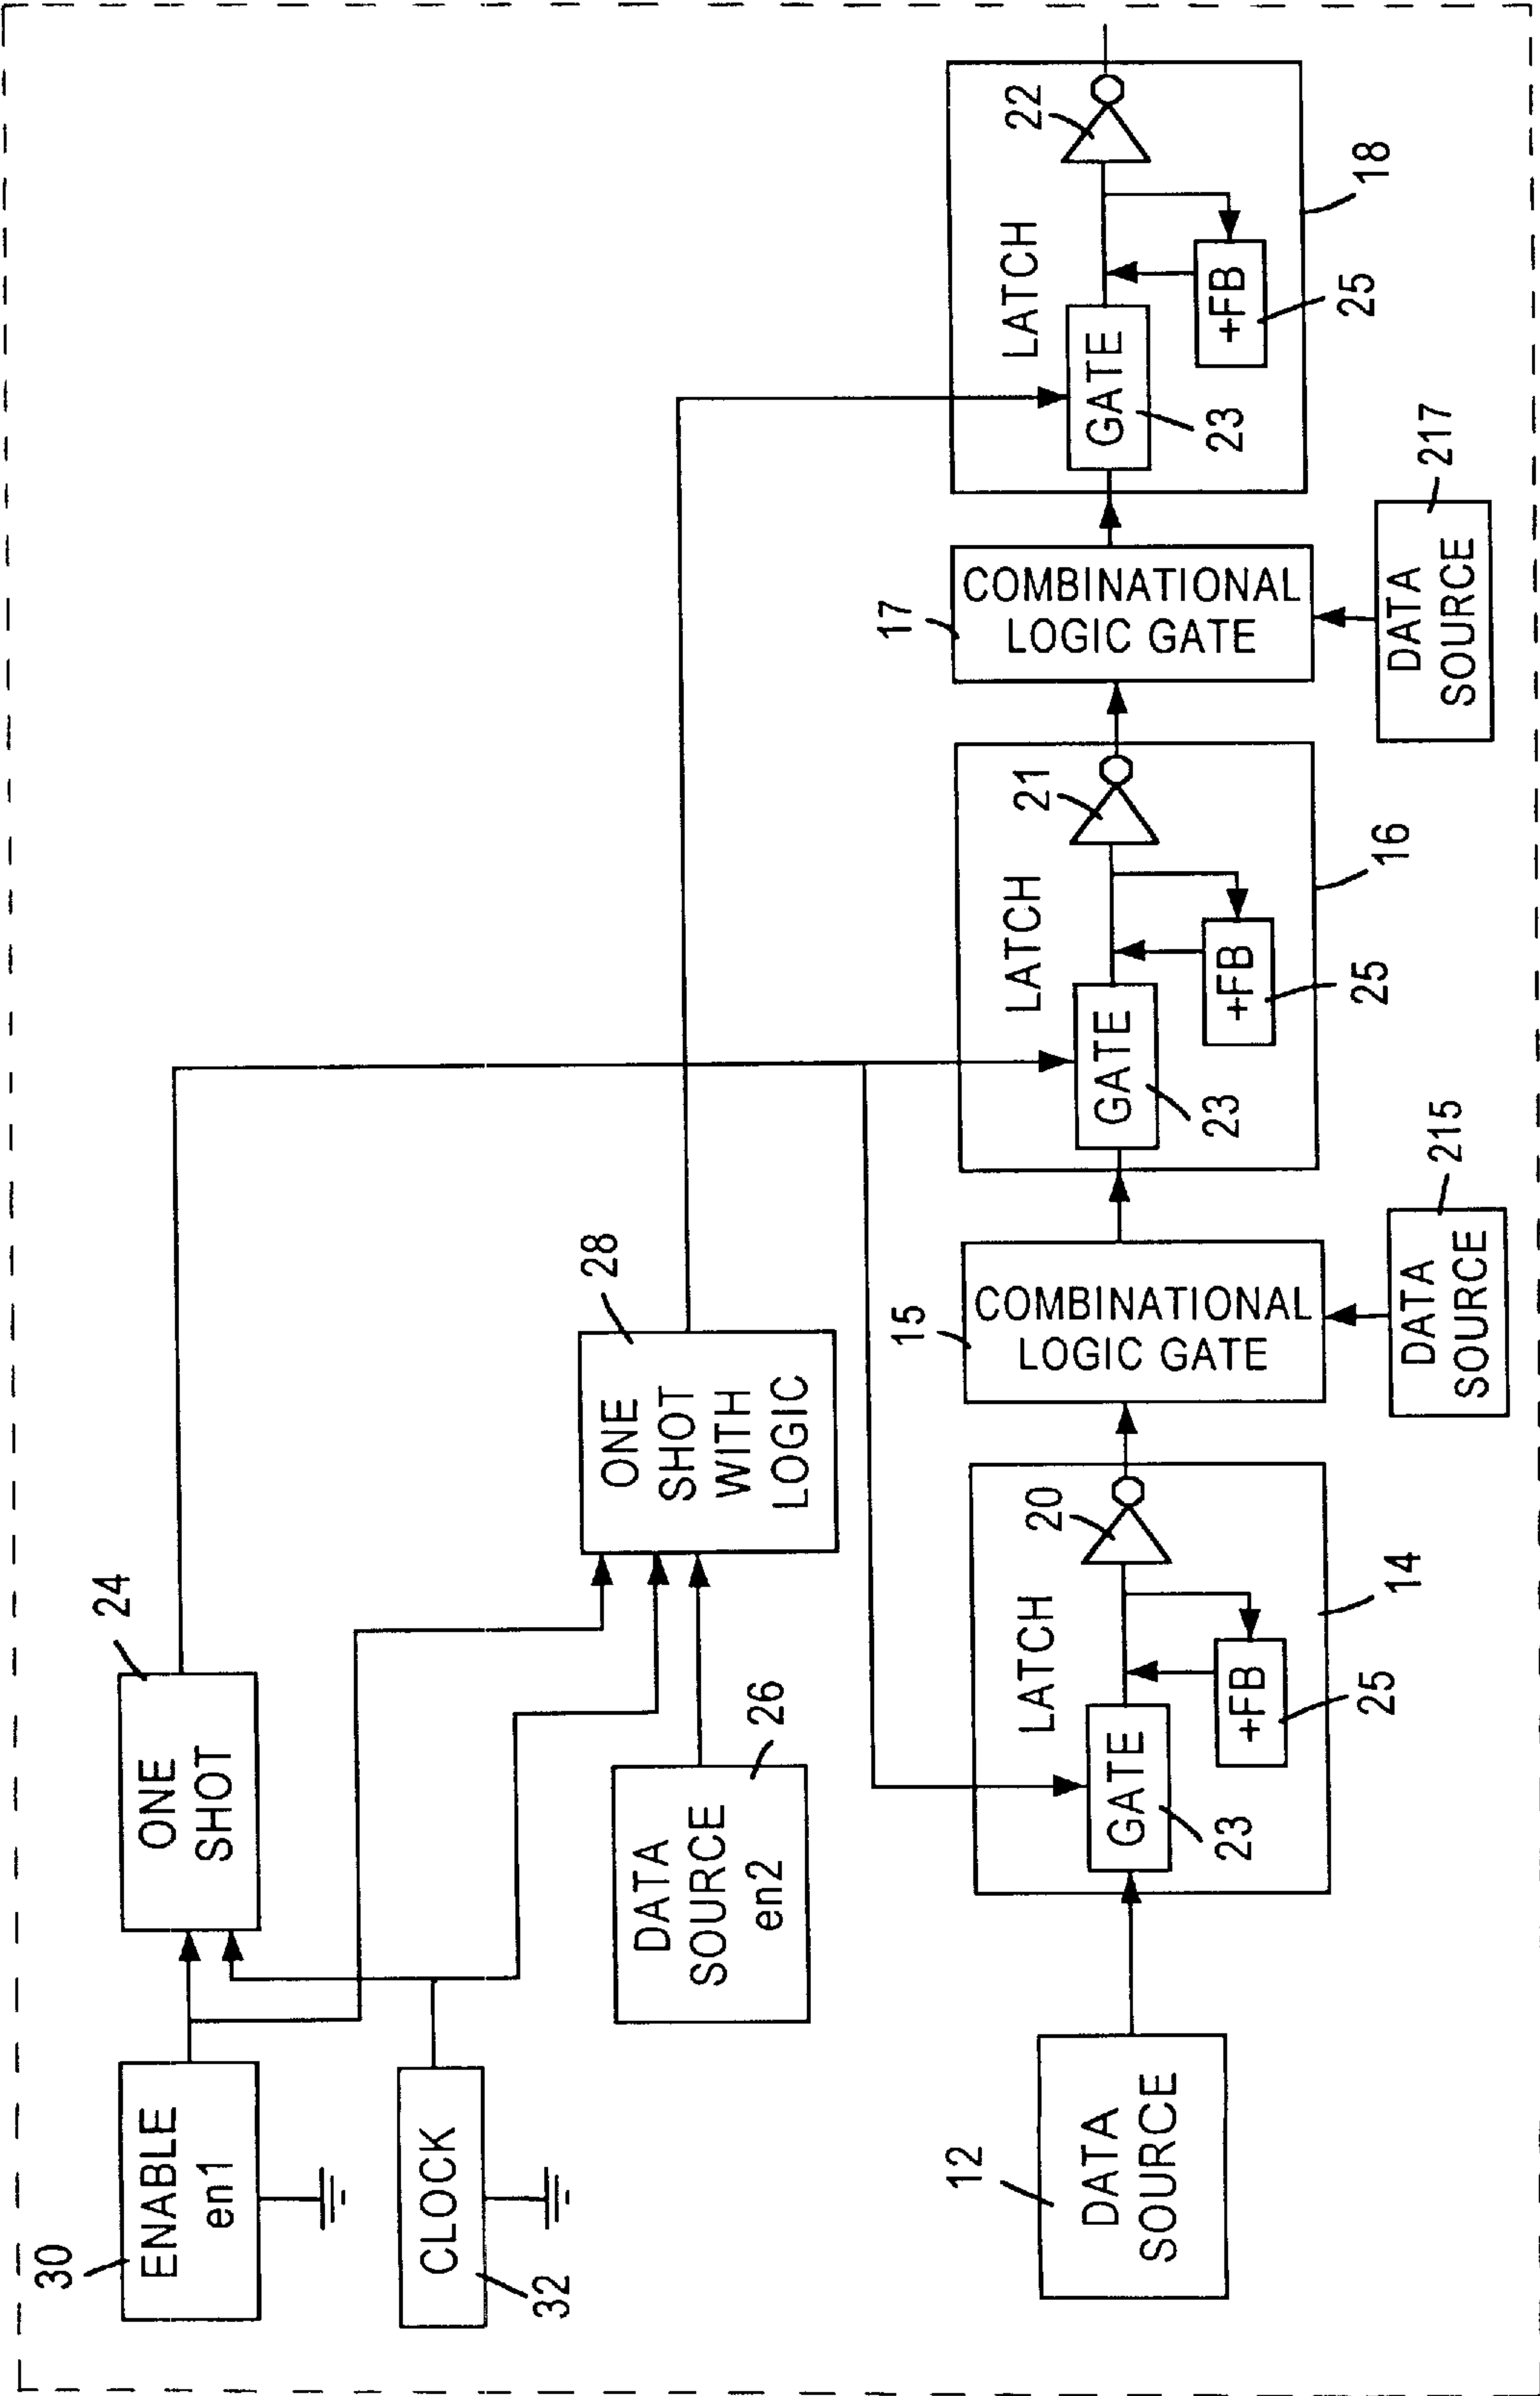 30
ENABLE
en1
24
ONE
SHOT
CLOCK
32
28
ONE
SHOT
WITH
LOGIC
DATA
SOURCE
en2
26
12
DATA
SOURCE
LATCH
20
GATE
23
+FB
25
14
15
COMBINATIONAL
LOGIC GATE
DATA
SOURCE
215
LATCH
21
GATE
23
+FB
25
16
17
COMBINATIONAL
LOGIC GATE
DATA
SOURCE
217
LATCH
22
GATE
23
+FB
25
18